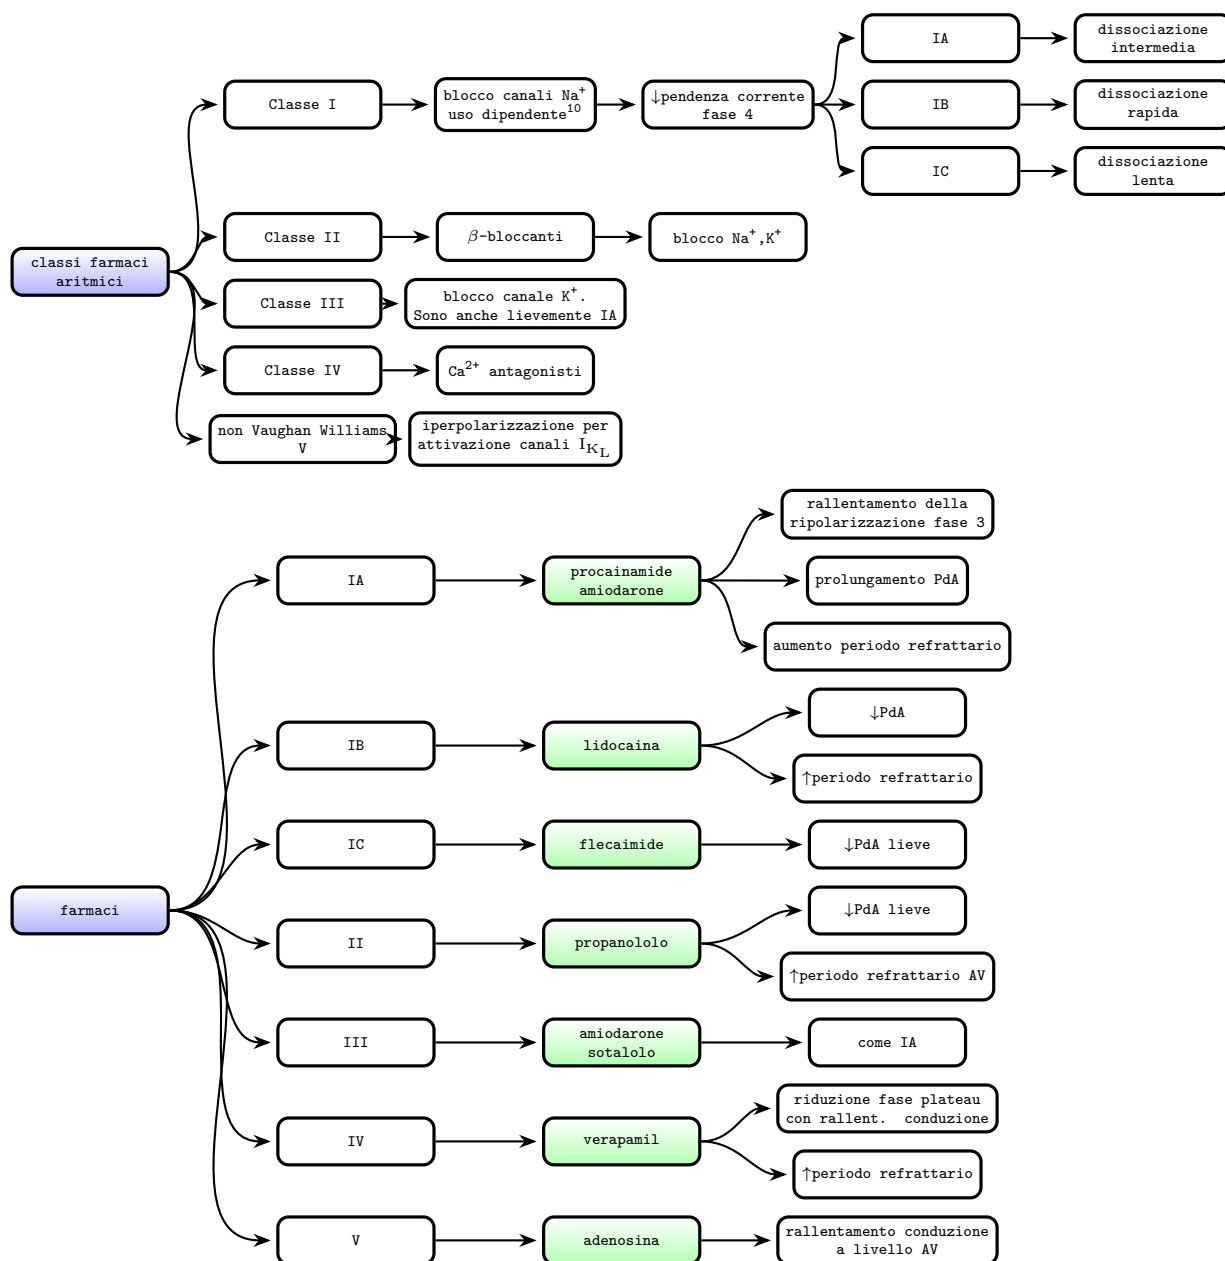 classi farmaci
aritmici
Classe I
blocco canali Na⁺
uso dipendente¹⁰
↓pendenza corrente
fase 4
IA
dissociazione
intermedia
IB
dissociazione
rapida
IC
dissociazione
lenta
Classe II
β-bloccanti
blocco Na⁺,K⁺
Classe III
blocco canale K⁺.
Sono anche lievemente IA
Classe IV
Ca²⁺ antagonisti
non Vaughan Williams
V
iperpolarizzazione per
attivazione canali I_K_L
farmaci
IA
procainamide
amiodarone
rallentamento della
ripolarizzazione fase 3
prolungamento PdA
aumento periodo refrattario
IB
lidocaina
↓PdA
↑periodo refrattario
IC
flecaimide
↓PdA lieve
II
propanololo
↓PdA lieve
↑periodo refrattario AV
III
amiodarone
sotalolo
come IA
IV
verapamil
riduzione fase plateau
con rallent. conduzione
↑periodo refrattario
V
adenosina
rallentamento conduzione
a livello AV